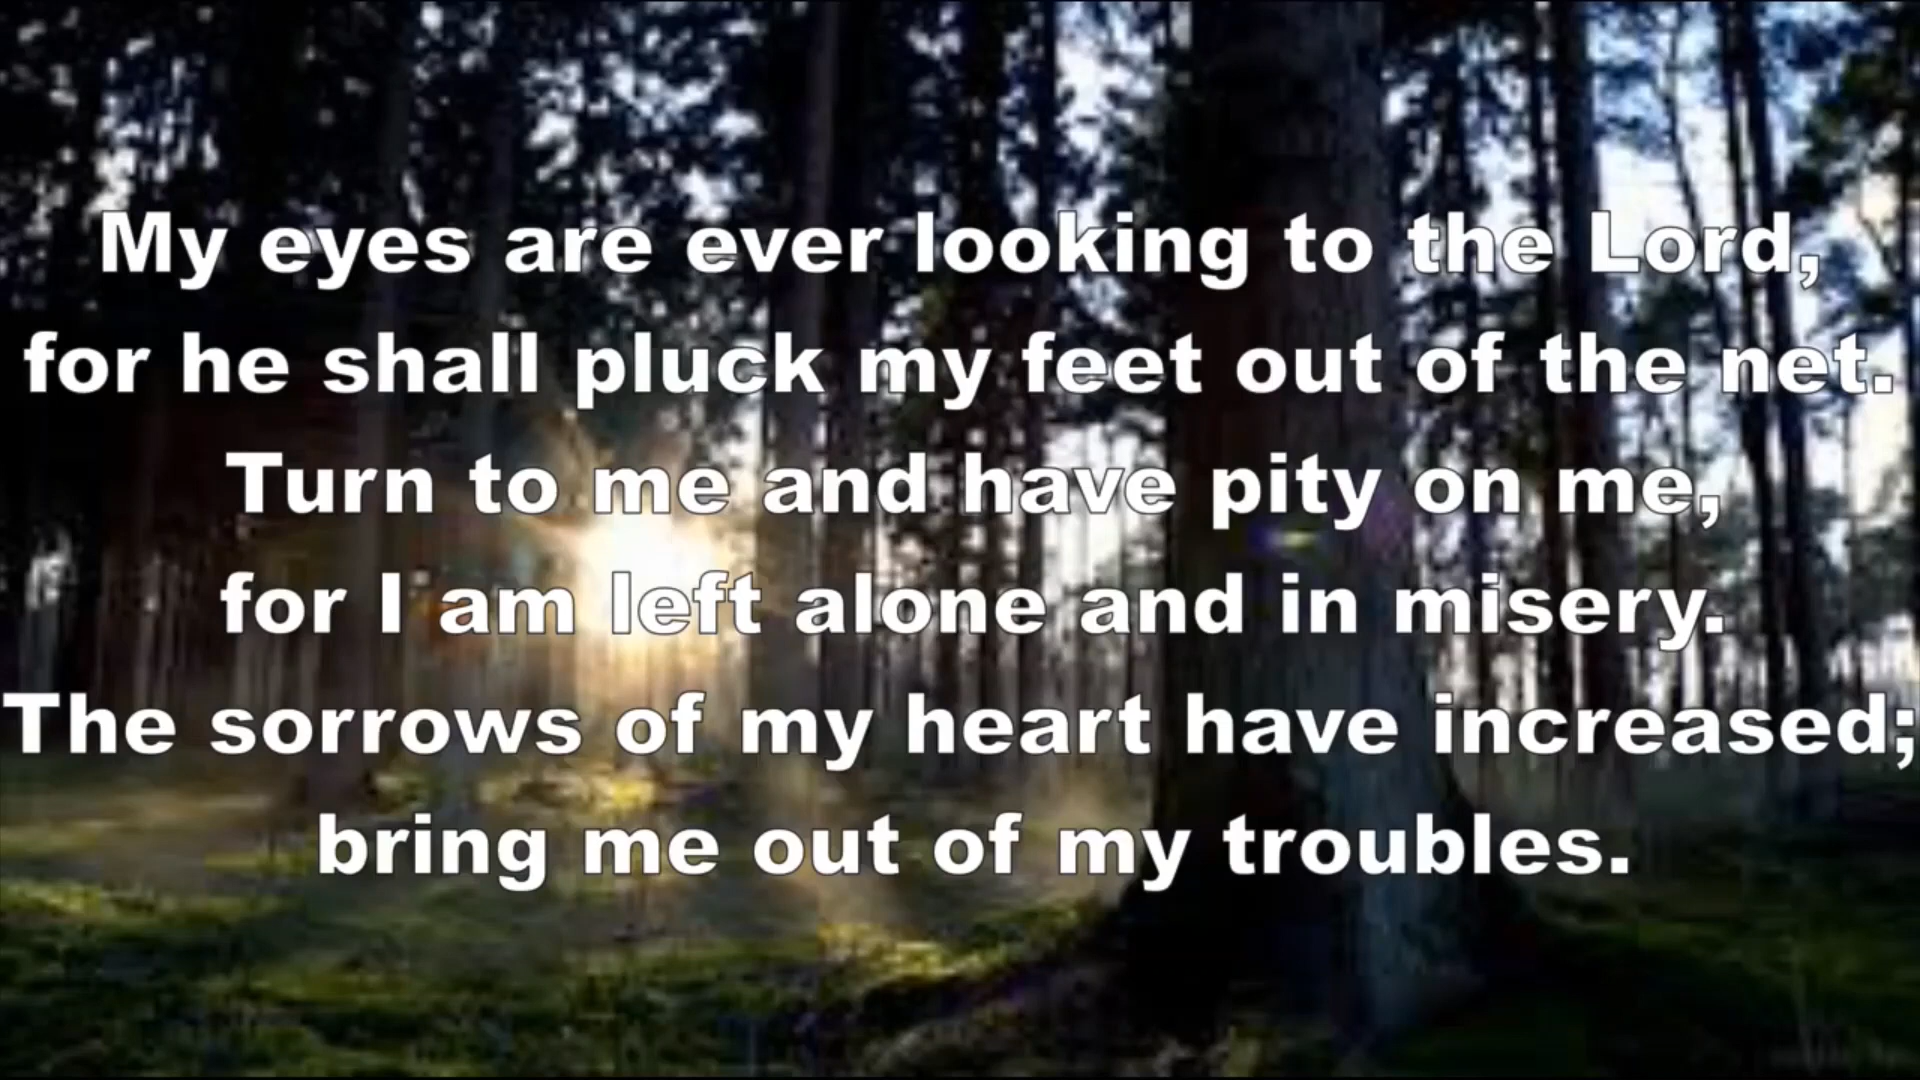 My eyes are ever looking to the Lord,
for he shall pluck my feet out of the net.
Turn to me and have pity on me,
for I am left alone and in misery.
The sorrows of my heart have increased;
bring me out of my troubles.